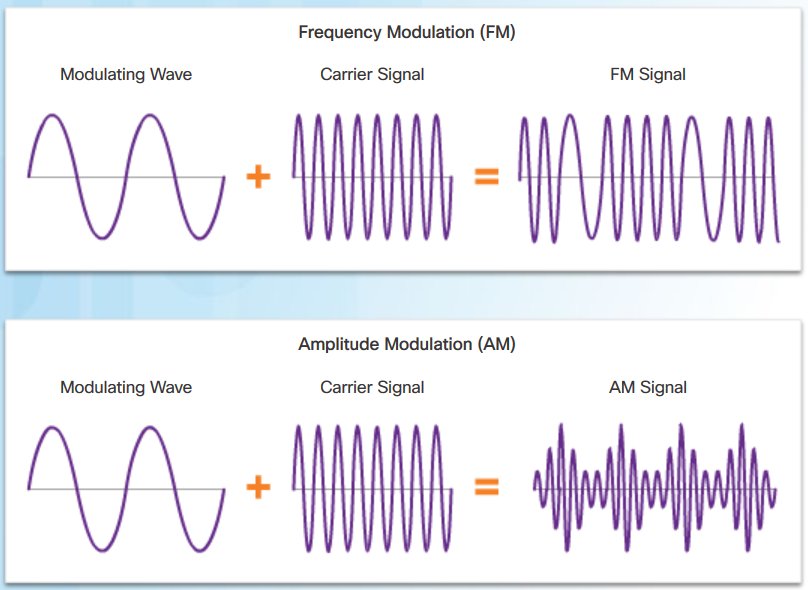 Frequency Modulation (FM)
Modulating Wave Carrier Signal FM Signal
+ =
Amplitude Modulation (AM)
Modulating Wave Carrier Signal AM Signal
+ =